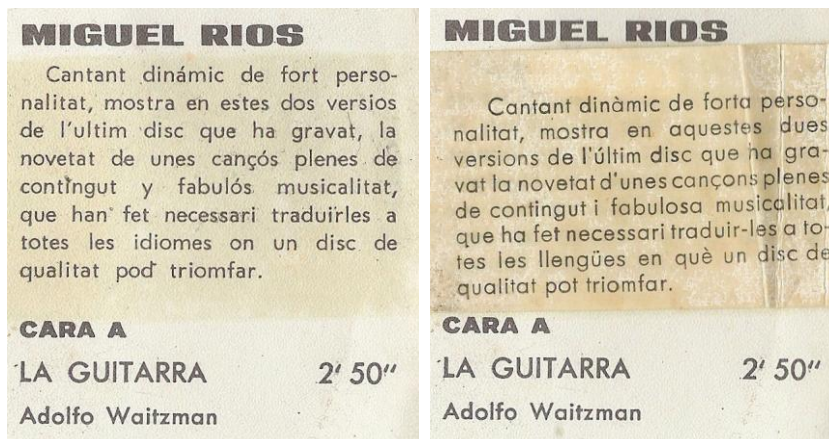 MIGUEL RIOS
Cantant dinámic de fort perso-
nalitat, mostra en estes dos versios
de l'ultim disc que ha gravat, la
novetat de unes cançós plenes de
contingut y fabulós musicalitat,
que han fet necessari traduirles a
totes les idiomes on un disc de
qualitat pod triomfar.
CARA A
LA GUITARRA 2' 50"
Adolfo Waitzman
MIGUEL RIOS
Cantant dinàmic de forta perso-
nalitat, mostra en aquestes dues
versions de l'últim disc que ha gra-
vat la novetat d'unes cançons plenes
de contingut i fabulosa musicalitat,
que ha fet necessari traduir-les a to-
tes les llengües en què un disc de
qualitat pot triomfar.
CARA A
LA GUITARRA 2' 50"
Adolfo Waitzman